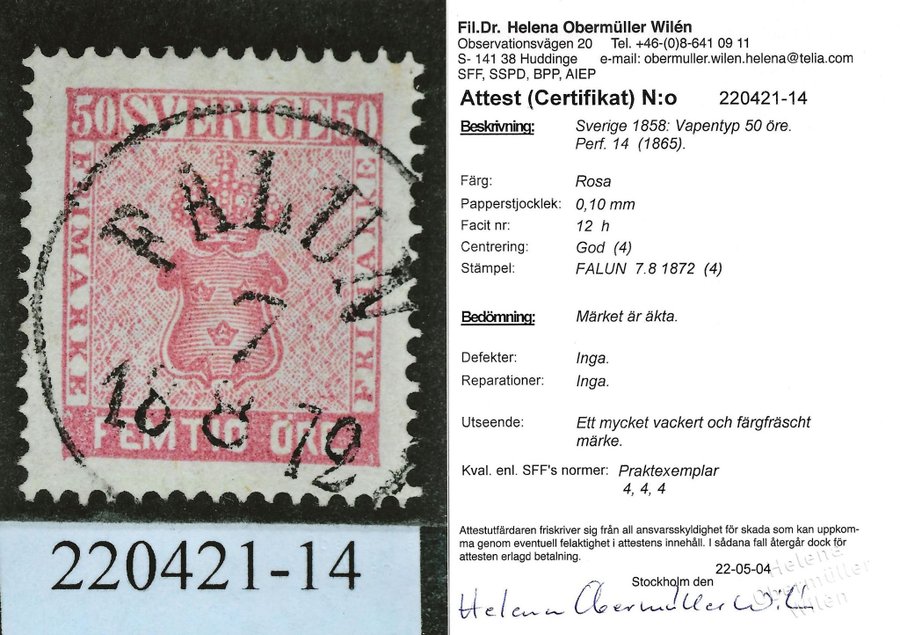 50 SVERIGE 50
FRIMÄRKE
FRIMÄRKE
FALUN
7
18 8 72
FEMTIO ÖRE
220421-14
Fil.Dr. Helena Obermüller Wilén
Observationsvägen 20 Tel. +46-(0)8-641 09 11
S- 141 38 Huddinge e-mail: obermuller.wilen.helena@telia.com
SFF, SSPD, BPP, AIEP
Attest (Certifikat) N:o 220421-14
Beskrivning: Sverige 1858: Vapentyp 50 öre.
Perf. 14 (1865).
Färg: Rosa
Papperstjocklek: 0,10 mm
Facit nr: 12 h
Centrering: God (4)
Stämpel: FALUN 7.8 1872 (4)
Bedömning: Märket är äkta.
Defekter: Inga.
Reparationer: Inga.
Utseende: Ett mycket vackert och färgfräscht
märke.
Kval. enl. SFF's normer: Praktexemplar
4, 4, 4
Attestutfärdaren friskriver sig från all ansvarsskyldighet för skada som kan uppkom-
ma genom eventuell felaktighet i attestens innehåll. I sådana fall återgår dock för
attesten erlagd betalning.
22-05-04
Stockholm den
Helena Obermüller Wilén
Helena
Obermüller
Wilén